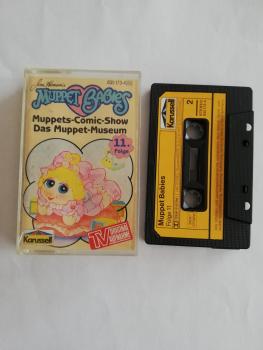 Jim Henson's
MUPPET BABIES
Muppets-Comic-Show
Das Muppet-Museum
11.
Folge
TV
ORIGINAL
Karussell
Karussell
2
Muppet Babies
Folge 11